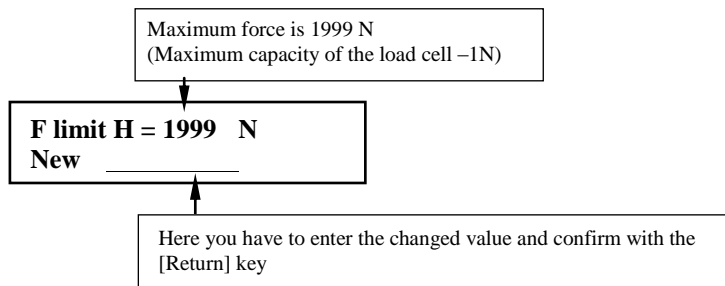 Maximum force is 1999 N
(Maximum capacity of the load cell –1N)
F limit H = 1999 N
New ____________
Here you have to enter the changed value and confirm with the
[Return] key